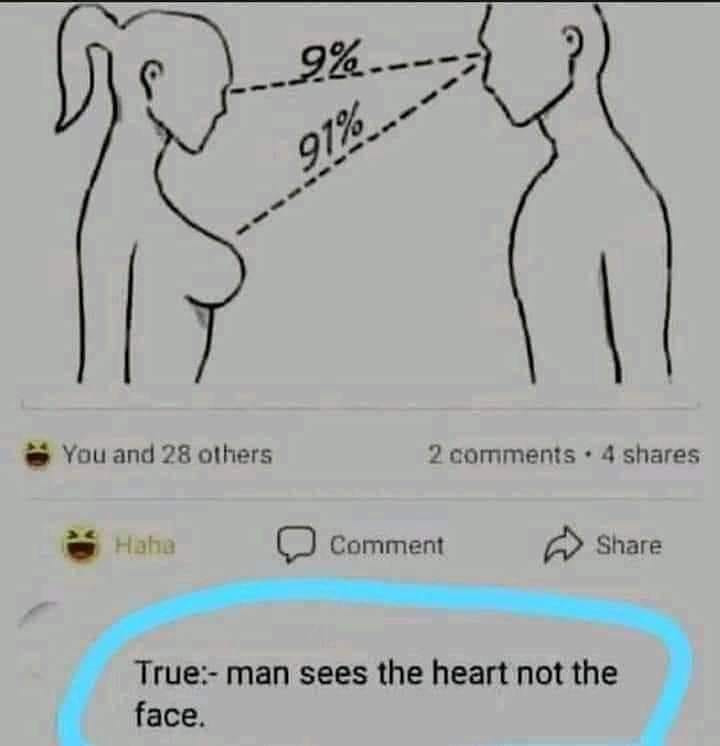 9%
91%
You and 28 others
2 comments • 4 shares
Haha
Comment
Share
True:- man sees the heart not the
face.